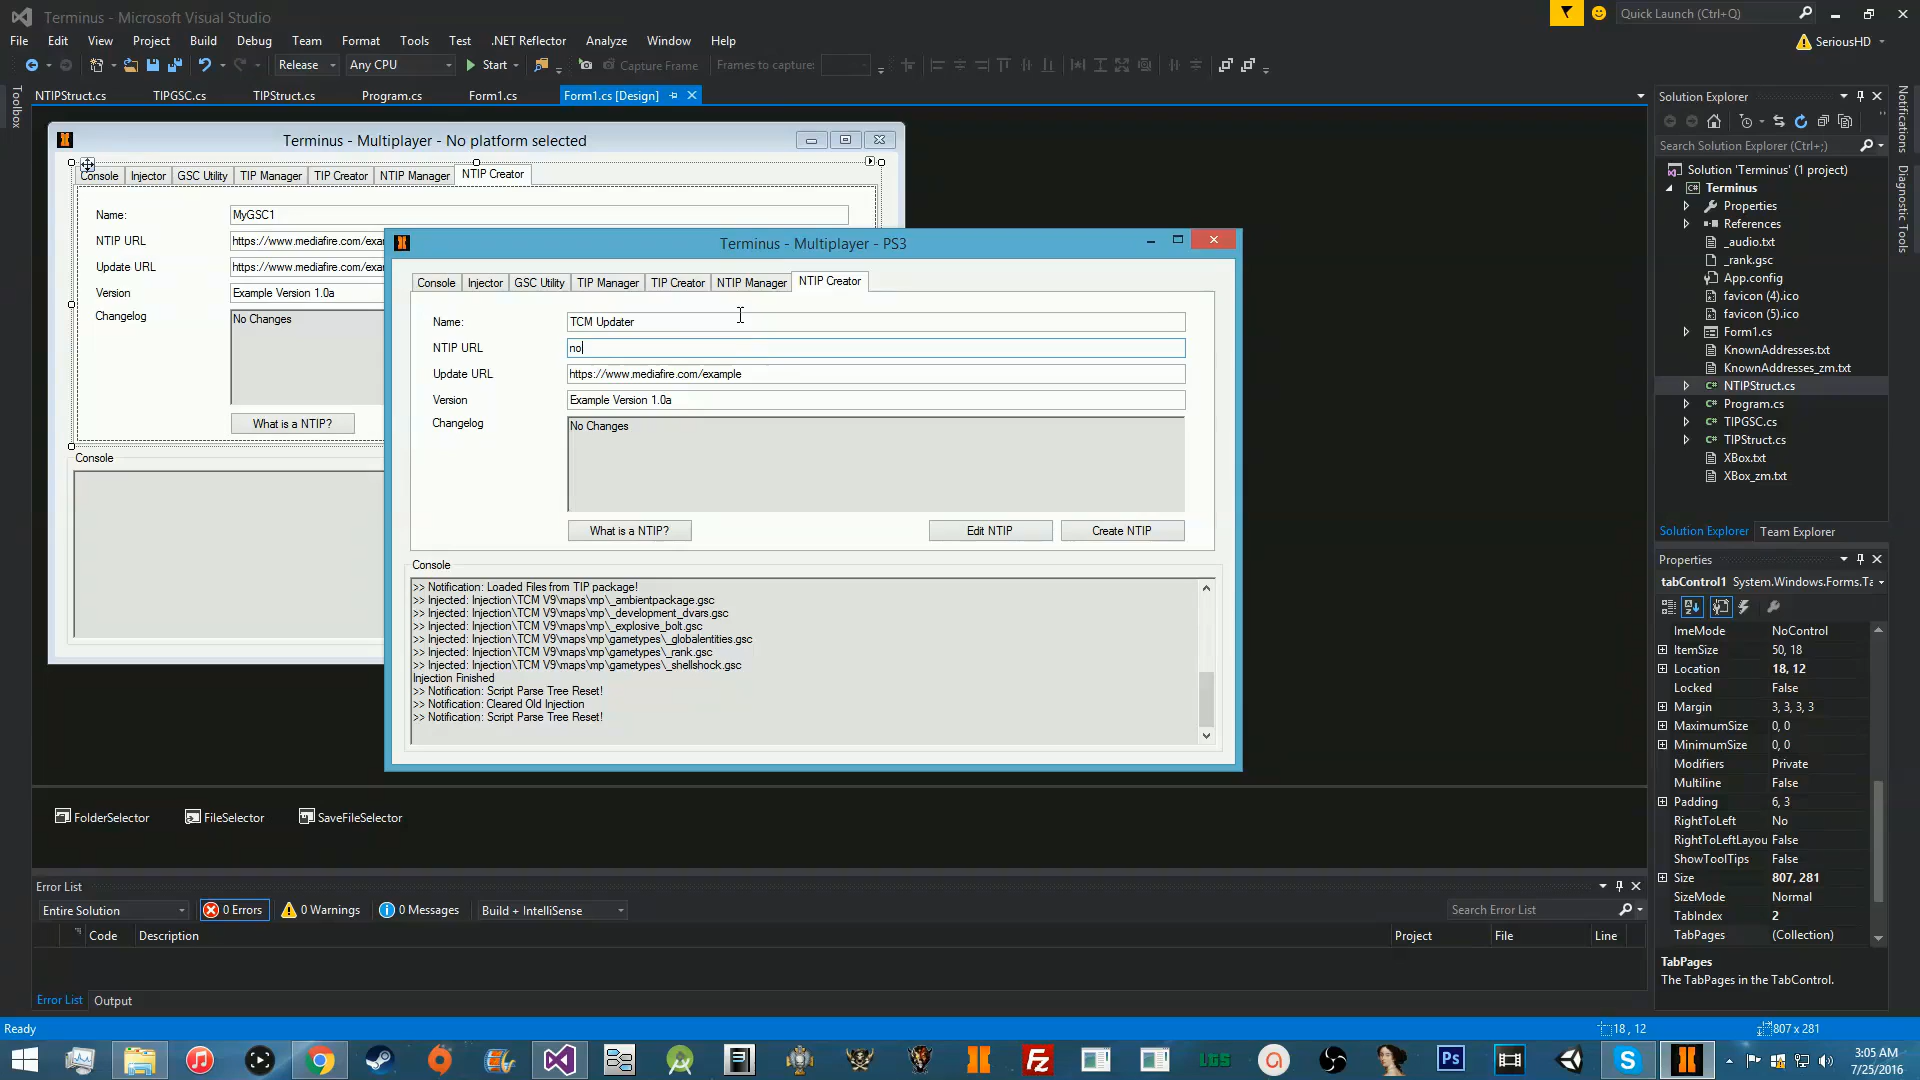 Terminus - Microsoft Visual Studio
Quick Launch (Ctrl+Q)
File Edit View Project Build Debug Team Format Tools Test .NET Reflector Analyze Window Help
SeriousHD
Release Any CPU Start Capture Frame Frames to capture:
Toolbox
NTIPStruct.cs TIPGSC.cs TIPStruct.cs Program.cs Form1.cs Form1.cs [Design]
Terminus - Multiplayer - No platform selected
Console Injector GSC Utility TIP Manager TIP Creator NTIP Manager NTIP Creator
Name: MyGSC1
NTIP URL https://www.mediafire.com/exa
Update URL https://www.mediafire.com/exa
Version Example Version 1.0a
Changelog No Changes
What is a NTIP?
Console
Terminus - Multiplayer - PS3
Console Injector GSC Utility TIP Manager TIP Creator NTIP Manager NTIP Creator
Name: TCM Updater
NTIP URL no
Update URL https://www.mediafire.com/example
Version Example Version 1.0a
Changelog No Changes
What is a NTIP? Edit NTIP Create NTIP
Console
>> Notification: Loaded Files from TIP package!
>> Injected: Injection\TCM V9\maps\mp\_ambientpackage.gsc
>> Injected: Injection\TCM V9\maps\mp\_development_dvars.gsc
>> Injected: Injection\TCM V9\maps\mp\_explosive_bolt.gsc
>> Injected: Injection\TCM V9\maps\mp\gametypes\_globalentities.gsc
>> Injected: Injection\TCM V9\maps\mp\gametypes\_rank.gsc
>> Injected: Injection\TCM V9\maps\mp\gametypes\_shellshock.gsc
Injection Finished
>> Notification: Script Parse Tree Reset!
>> Notification: Cleared Old Injection
>> Notification: Script Parse Tree Reset!
FolderSelector FileSelector SaveFileSelector
Error List
Entire Solution 0 Errors 0 Warnings 0 Messages Build + IntelliSense Search Error List
Code Description Project File Line
Error List Output
Solution Explorer
Search Solution Explorer (Ctrl+;)
Solution 'Terminus' (1 project)
C# Terminus
Properties
References
_audio.txt
_rank.gsc
App.config
favicon (4).ico
favicon (5).ico
Form1.cs
KnownAddresses.txt
KnownAddresses_zm.txt
C# NTIPStruct.cs
C# Program.cs
C# TIPGSC.cs
C# TIPStruct.cs
XBox.txt
XBox_zm.txt
Solution Explorer Team Explorer
Properties
tabControl1 System.Windows.Forms.Ta
ImeMode NoControl
ItemSize 50, 18
Location 18, 12
Locked False
Margin 3, 3, 3, 3
MaximumSize 0, 0
MinimumSize 0, 0
Modifiers Private
Multiline False
Padding 6, 3
RightToLeft No
RightToLeftLayou False
ShowToolTips False
Size 807, 281
SizeMode Normal
TabIndex 2
TabPages (Collection)
TabPages
The TabPages in the TabControl.
Notifications
Diagnostic Tools
Ready 18 , 12 807 x 281
Fz
LGS
Ps
3:05 AM
7/25/2016